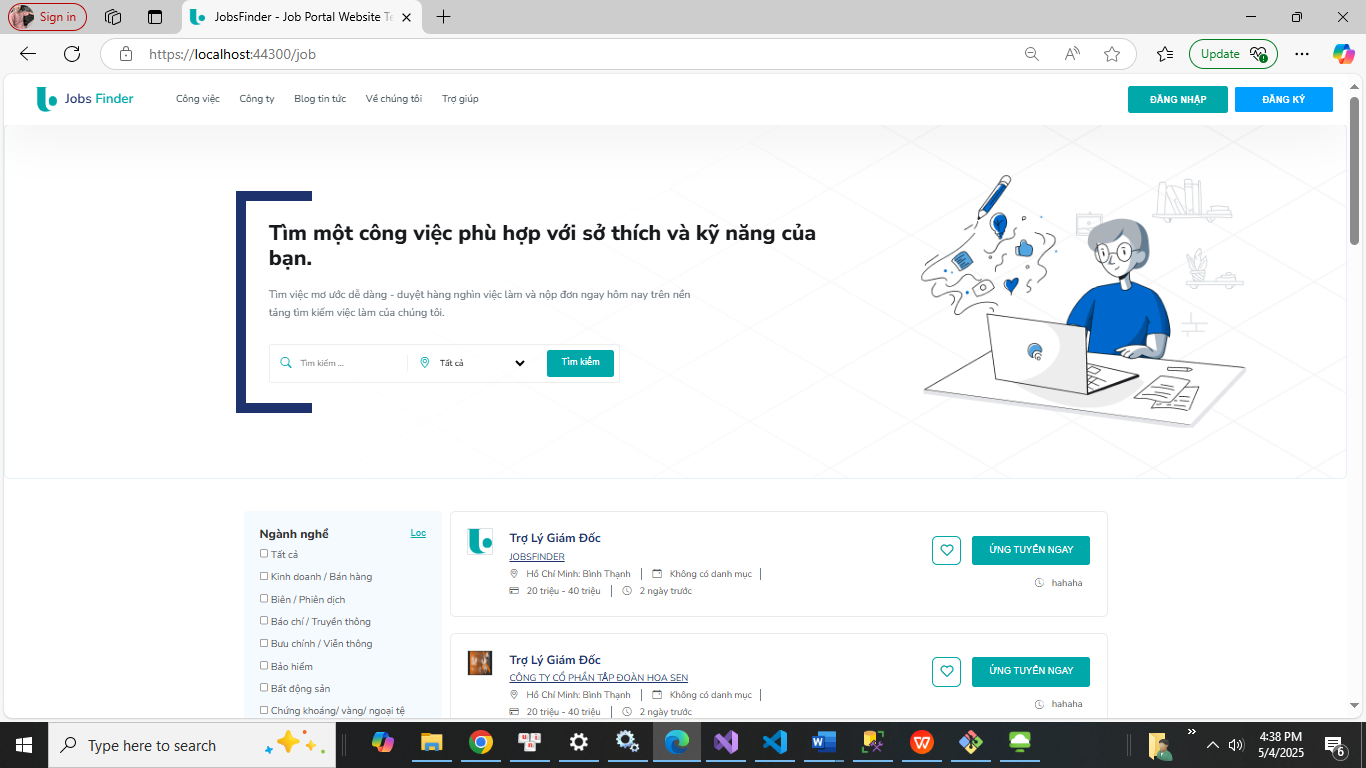 Sign in
JobsFinder - Job Portal Website Te
https://localhost:44300/job
Update
Jobs Finder
Công việc
Công ty
Blog tin tức
Về chúng tôi
Trợ giúp
ĐĂNG NHẬP
ĐĂNG KÝ
Tìm một công việc phù hợp với sở thích và kỹ năng của
bạn.
Tìm việc mơ ước dễ dàng - duyệt hàng nghìn việc làm và nộp đơn ngay hôm nay trên nền
tảng tìm kiếm việc làm của chúng tôi.
Tìm kiếm ...
Tất cả
Tìm kiếm
Ngành nghề
Lọc
Tất cả
Kinh doanh / Bán hàng
Biên / Phiên dịch
Báo chí / Truyền thông
Bưu chính / Viễn thông
Bảo hiểm
Bất động sản
Chứng khoáng/ vàng/ ngoại tệ
Trợ Lý Giám Đốc
JOBSFINDER
Hồ Chí Minh: Bình Thạnh
Không có danh mục
20 triệu - 40 triệu
2 ngày trước
ỨNG TUYỂN NGAY
hahaha
Trợ Lý Giám Đốc
CÔNG TY CỔ PHẦN TẬP ĐOÀN HOA SEN
Hồ Chí Minh: Bình Thạnh
Không có danh mục
20 triệu - 40 triệu
2 ngày trước
ỨNG TUYỂN NGAY
hahaha
Type here to search
4:38 PM
5/4/2025
6